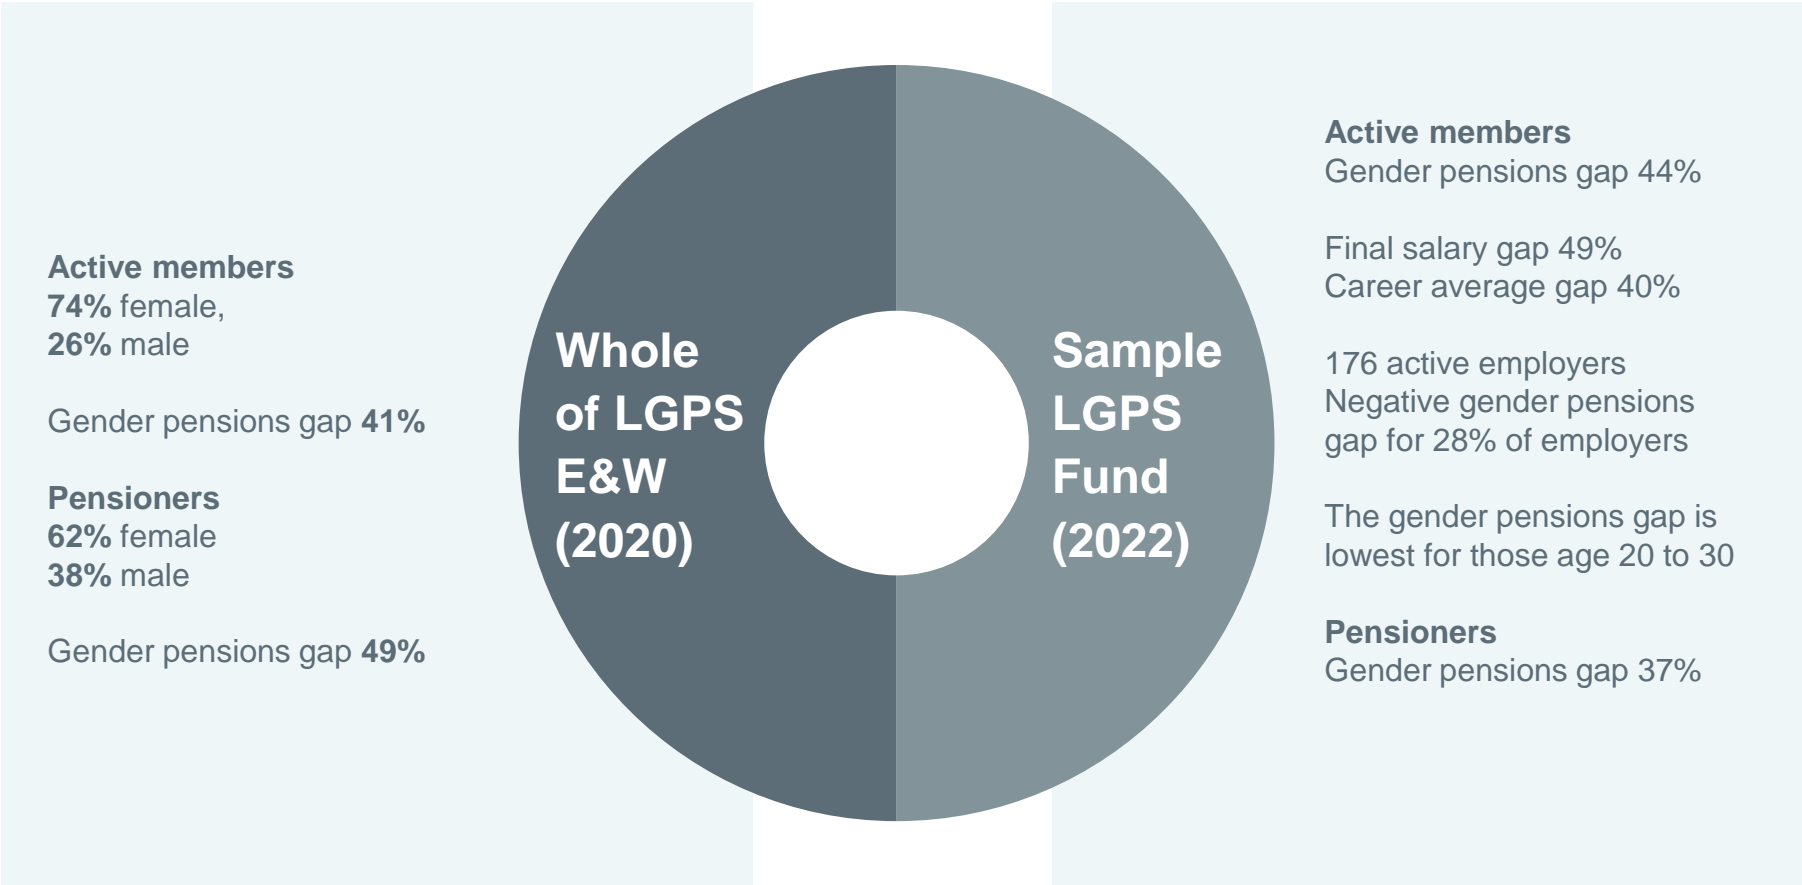 Active members
74% female,
26% male
Gender pensions gap 41%
Pensioners
62% female
38% male
Gender pensions gap 49%
Whole
of LGPS
E&W
(2020)
Sample
LGPS
Fund
(2022)
Active members
Gender pensions gap 44%
Final salary gap 49%
Career average gap 40%
176 active employers
Negative gender pensions
gap for 28% of employers
The gender pensions gap is
lowest for those age 20 to 30
Pensioners
Gender pensions gap 37%